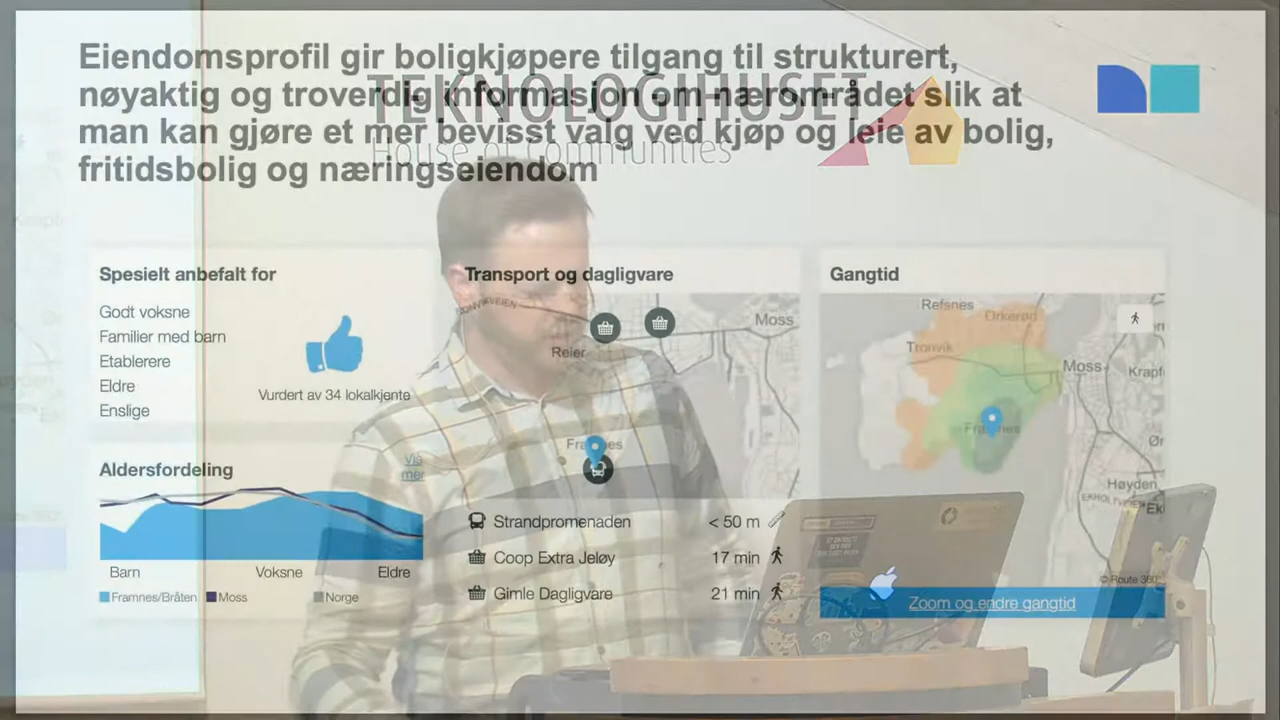 Eiendomsprofil gir boligkjøpere tilgang til strukturert,
nøyaktig og troverdig informasjon om nærområdet slik at
man kan gjøre et mer bevisst valg ved kjøp og leie av bolig,
fritidsbolig og næringseiendom
TEKNOLOGIHUSET
House of Communities
Spesielt anbefalt for
Godt voksne
Familier med barn
Etablerere
Eldre
Enslige
Vurdert av 34 lokalkjente
Aldersfordeling
Vis
mer
Barn Voksne Eldre
Framnes/Bråten Moss Norge
Transport og dagligvare
Moss
Reier
Framnes
Strandpromenaden < 50 m
Coop Extra Jeløy 17 min
Gimle Dagligvare 21 min
Gangtid
Refsnes
Orkerød
Tronvik
Moss
Krapf
Framnes
Høyden
EKHOLTVEIEN
© Route 360°
Zoom og endre gangtid